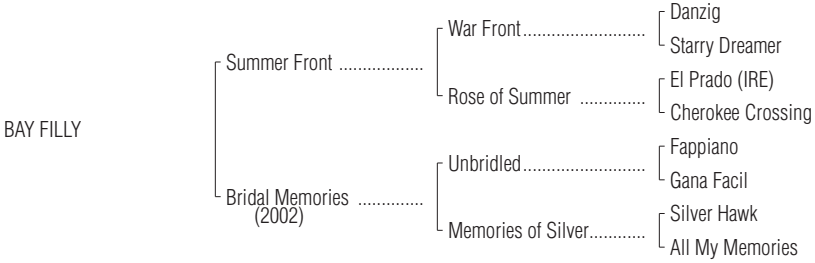 Danzig
War Front..........................
Starry Dreamer
Summer Front ..................
El Prado (IRE)
Rose of Summer ..............
Cherokee Crossing
BAY FILLY
Fappiano
Unbridled..........................
Gana Facil
Bridal Memories ..............
(2002)
Silver Hawk
Memories of Silver............
All My Memories